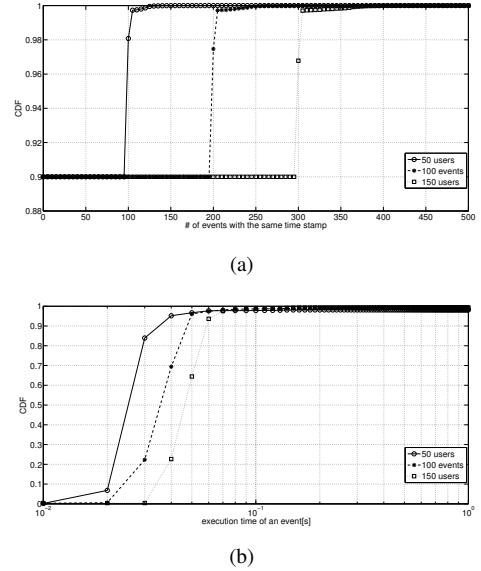 1
0.98
0.96
CDF
0.94
0.92
0.9
0.88
0 50 100 150 200 250 300 350 400 450 500
# of events with the same time stamp
50 users
100 events
150 users
(a)
1
0.9
0.8
0.7
0.6
CDF
0.5
0.4
0.3
0.2
0.1
0
10^-2 10^-1 10^0
execution time of an event[s]
50 users
100 events
150 users
(b)